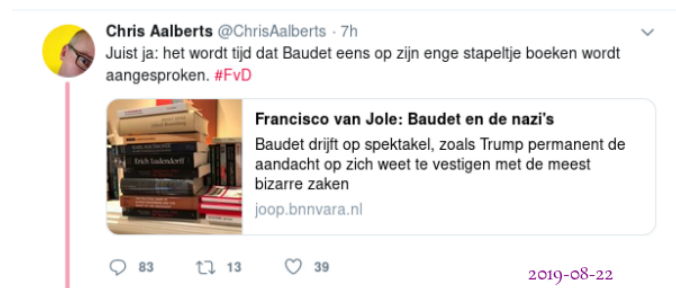 Chris Aalberts @ChrisAalberts · 7h
Juist ja: het wordt tijd dat Baudet eens op zijn enge stapeltje boeken wordt
aangesproken. #FvD
Francisco van Jole: Baudet en de nazi's
Baudet drijft op spektakel, zoals Trump permanent de
aandacht op zich weet te vestigen met de meest
bizarre zaken
joop.bnnvara.nl
Erich Ludendorff
83 13 39
2019-08-22